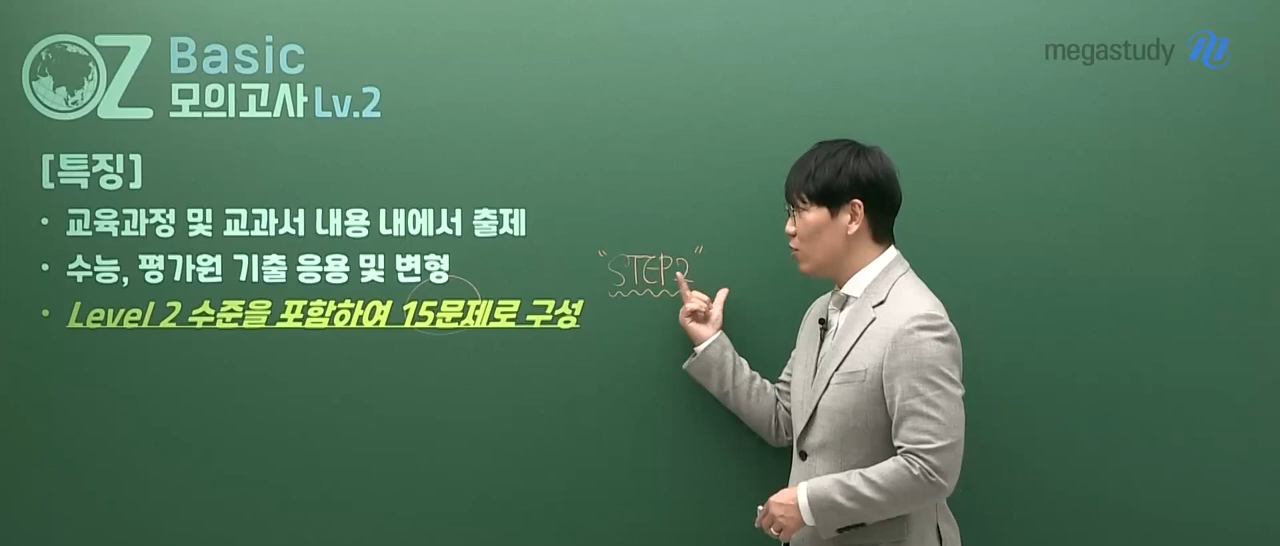 OZ Basic
모의고사 Lv.2
megastudy M
[특징]
• 교육과정 및 교과서 내용 내에서 출제
• 수능, 평가원 기출 응용 및 변형
• Level 2 수준을 포함하여 15문제로 구성
"STEP2"